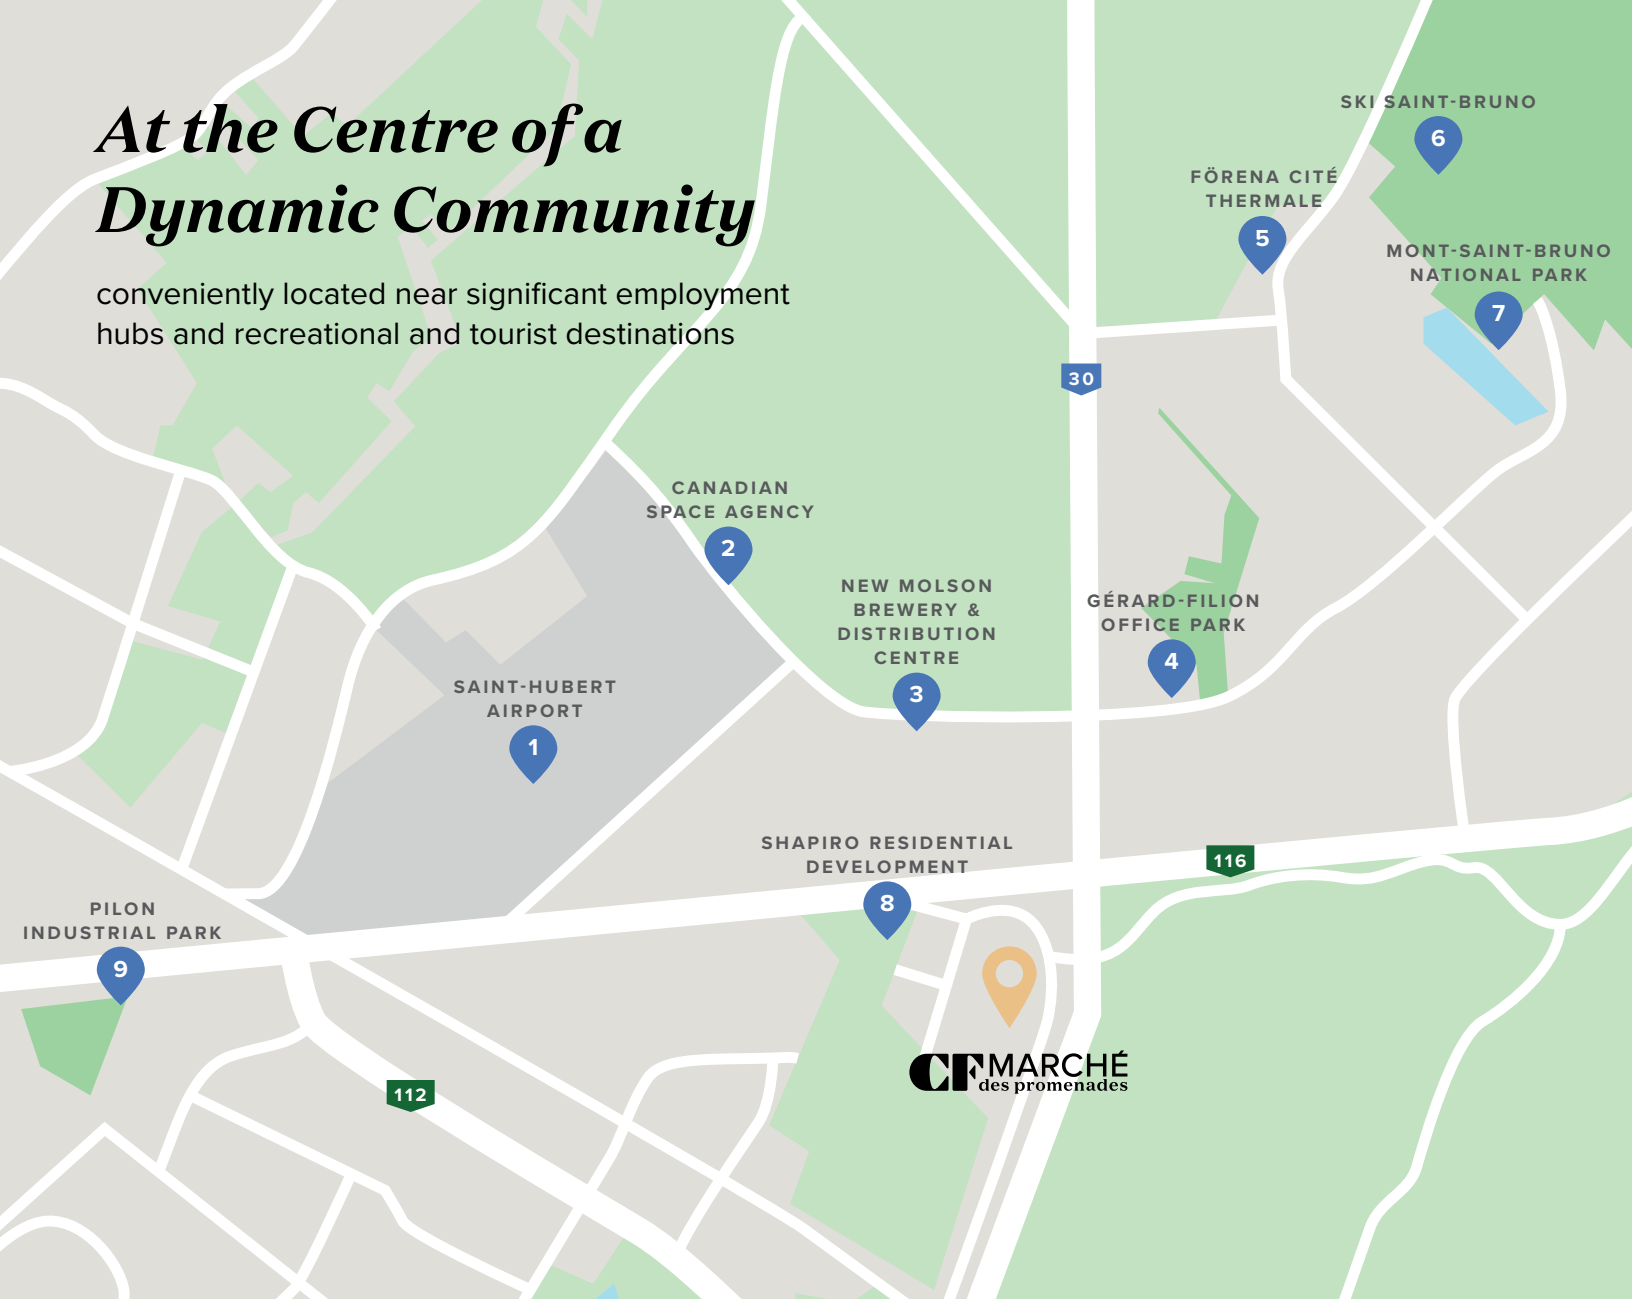 At the Centre of a
Dynamic Community
conveniently located near significant employment
hubs and recreational and tourist destinations
SKI SAINT-BRUNO
6
FÖRENA CITÉ
THERMALE
5
MONT-SAINT-BRUNO
NATIONAL PARK
7
30
CANADIAN
SPACE AGENCY
2
NEW MOLSON
BREWERY &
DISTRIBUTION
CENTRE
3
GÉRARD-FILION
OFFICE PARK
4
SAINT-HUBERT
AIRPORT
1
SHAPIRO RESIDENTIAL
DEVELOPMENT
8
116
PILON
INDUSTRIAL PARK
9
CF MARCHÉ
des promenades
112